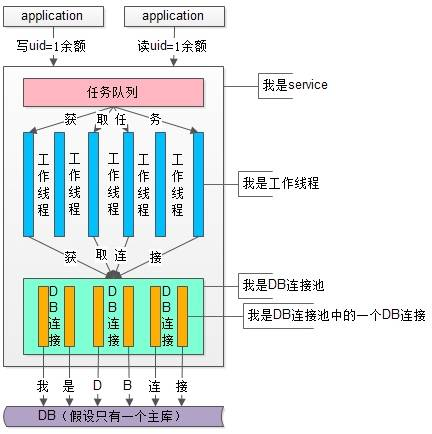 application
application
写uid=1余额
读uid=1余额
任务队列
我是service
获 取 任 务
工作线程
工作线程
工作线程
工作线程
工作线程
我是工作线程
获 取 连 接
我是DB连接池
DB连接
DB连接
DB连接
我是DB连接池中的一个DB连接
我 是 D B 连 接
DB（假设只有一个主库）